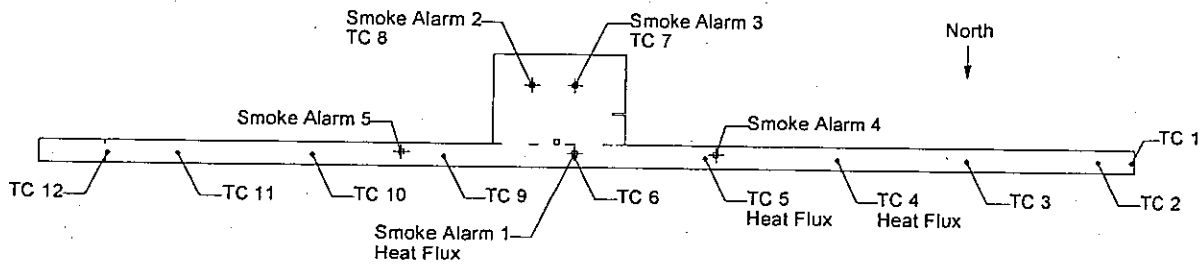 Smoke Alarm 2
TC 8
Smoke Alarm 3
TC 7
North
Smoke Alarm 5
Smoke Alarm 4
TC 1
TC 12
TC 11
TC 10
TC 9
TC 6
TC 5
Heat Flux
TC 4
Heat Flux
TC 3
TC 2
Smoke Alarm 1
Heat Flux